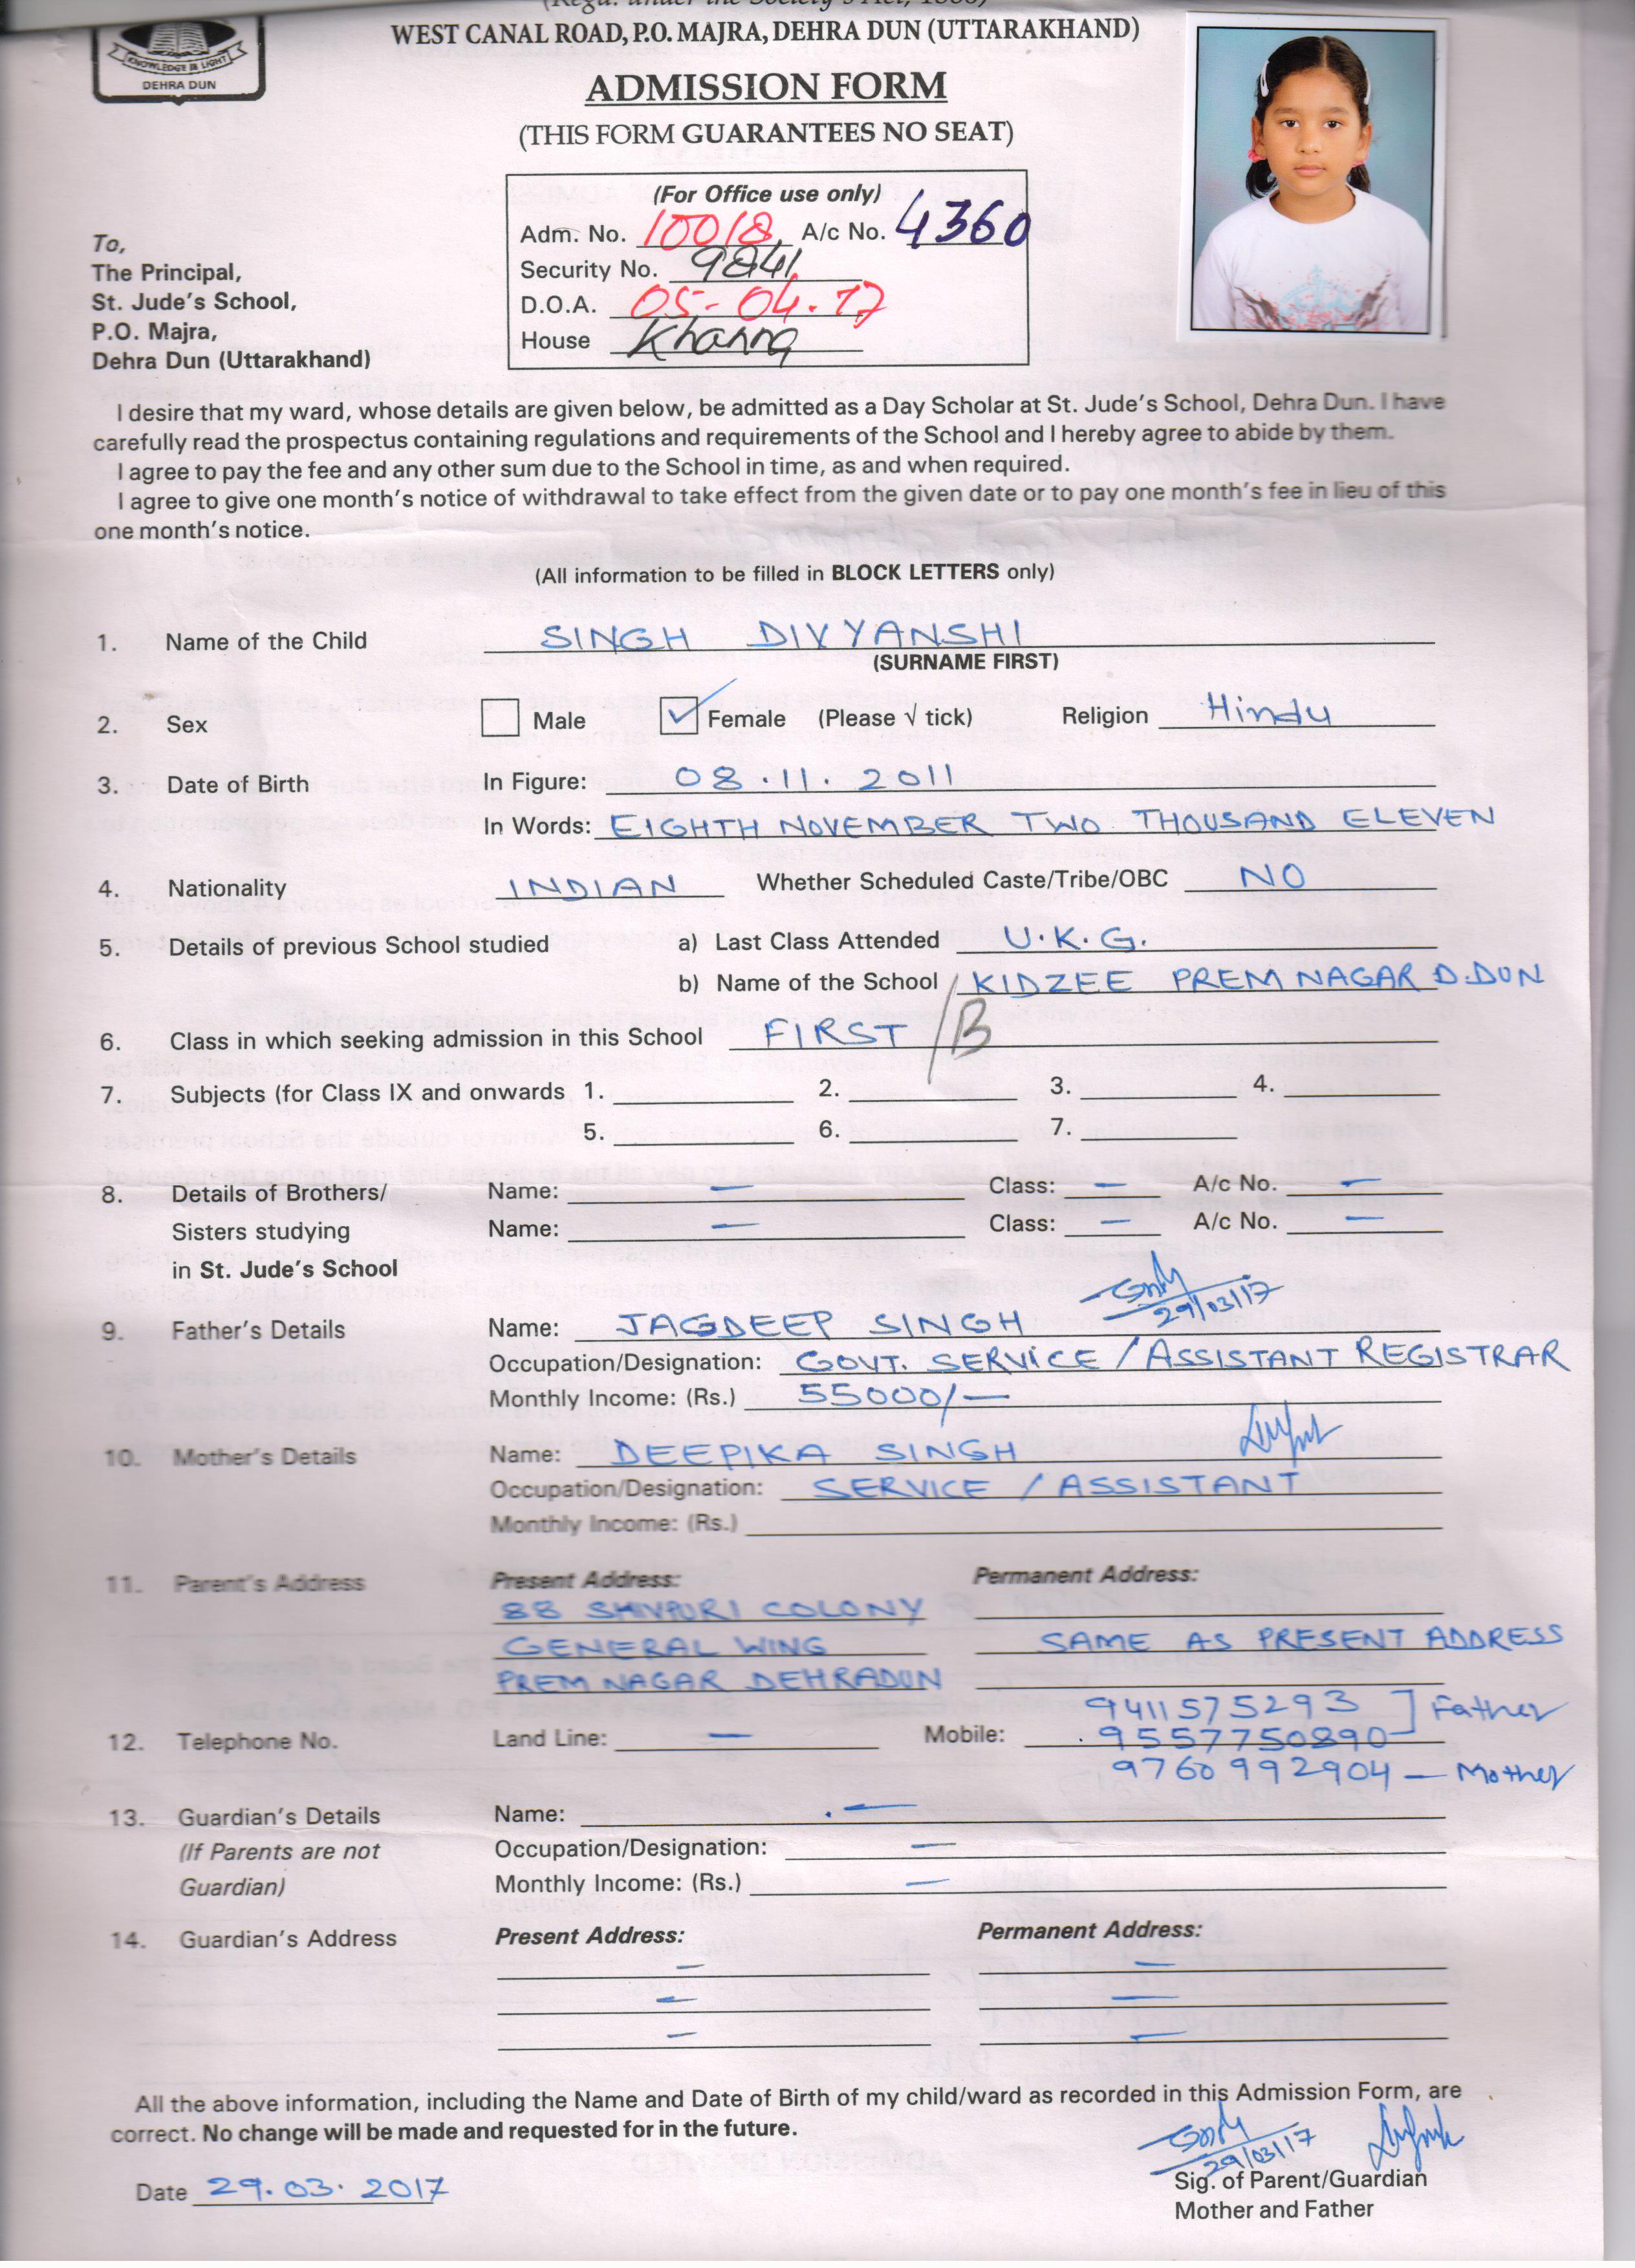 (Regd. under the Society's Act, 1860)
WEST CANAL ROAD, P.O. MAJRA, DEHRA DUN (UTTARAKHAND)
KNOWLEDGE IS LIGHT
DEHRA DUN
ADMISSION FORM
(THIS FORM GUARANTEES NO SEAT)
(For Office use only)
Adm. No. 10018 A/c No. 4360
Security No. 9841
D.O.A. 05-04-17
House Khanna
To,
The Principal,
St. Jude's School,
P.O. Majra,
Dehra Dun (Uttarakhand)
I desire that my ward, whose details are given below, be admitted as a Day Scholar at St. Jude's School, Dehra Dun. I have
carefully read the prospectus containing regulations and requirements of the School and I hereby agree to abide by them.
I agree to pay the fee and any other sum due to the School in time, as and when required.
I agree to give one month's notice of withdrawal to take effect from the given date or to pay one month's fee in lieu of this
one month's notice.
(All information to be filled in BLOCK LETTERS only)
1. Name of the Child SINGH DIVYANSHI
(SURNAME FIRST)
2. Sex Male ✓ Female (Please √ tick) Religion Hindu
3. Date of Birth In Figure: 08.11.2011
In Words: EIGHTH NOVEMBER TWO THOUSAND ELEVEN
4. Nationality INDIAN Whether Scheduled Caste/Tribe/OBC NO
5. Details of previous School studied a) Last Class Attended U.K.G.
b) Name of the School KIDZEE PREM NAGAR D.DUN
6. Class in which seeking admission in this School FIRST /B
7. Subjects (for Class IX and onwards 1. 2. 3. 4.
5. 6. 7.
8. Details of Brothers/ Name: — Class: — A/c No. —
Sisters studying Name: — Class: — A/c No. —
in St. Jude's School
29/03/17
9. Father's Details Name: JAGDEEP SINGH
Occupation/Designation: GOVT. SERVICE / ASSISTANT REGISTRAR
Monthly Income: (Rs.) 55000/—
10. Mother's Details Name: DEEPIKA SINGH
Occupation/Designation: SERVICE / ASSISTANT
Monthly Income: (Rs.)
11. Parent's Address Present Address: Permanent Address:
88 SHIVPURI COLONY
GENERAL WING SAME AS PRESENT ADDRESS
PREM NAGAR DEHRADUN
9411575293 ] Father
12. Telephone No. Land Line: — Mobile: 9557750890
9760992904 — Mother
13. Guardian's Details Name: —
(If Parents are not Occupation/Designation: —
Guardian) Monthly Income: (Rs.) —
14. Guardian's Address Present Address: Permanent Address:
— —
— —
— —
All the above information, including the Name and Date of Birth of my child/ward as recorded in this Admission Form, are
correct. No change will be made and requested for in the future.
29/03/17
Date 29.03.2017 Sig. of Parent/Guardian
Mother and Father